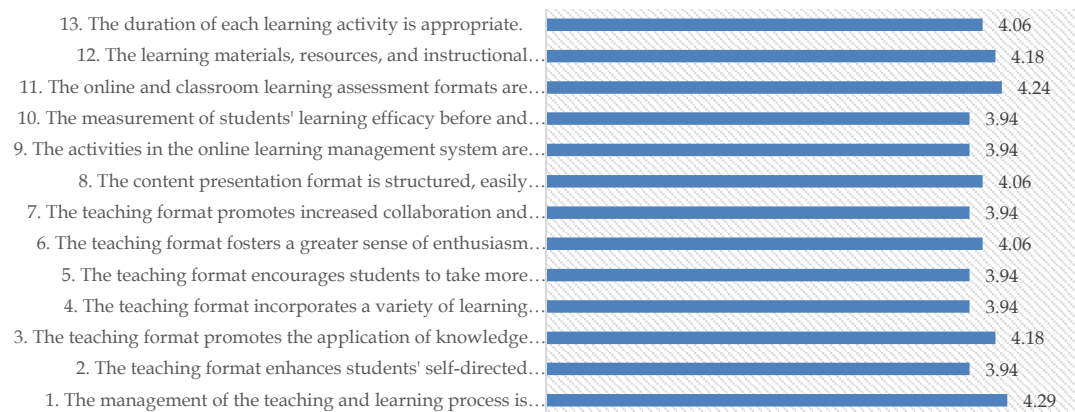 13. The duration of each learning activity is appropriate. 4.06
12. The learning materials, resources, and instructional… 4.18
11. The online and classroom learning assessment formats are… 4.24
10. The measurement of students' learning efficacy before and… 3.94
9. The activities in the online learning management system are… 3.94
8. The content presentation format is structured, easily… 4.06
7. The teaching format promotes increased collaboration and… 3.94
6. The teaching format fosters a greater sense of enthusiasm… 4.06
5. The teaching format encourages students to take more… 3.94
4. The teaching format incorporates a variety of learning… 3.94
3. The teaching format promotes the application of knowledge… 4.18
2. The teaching format enhances students' self-directed… 3.94
1. The management of the teaching and learning process is… 4.29